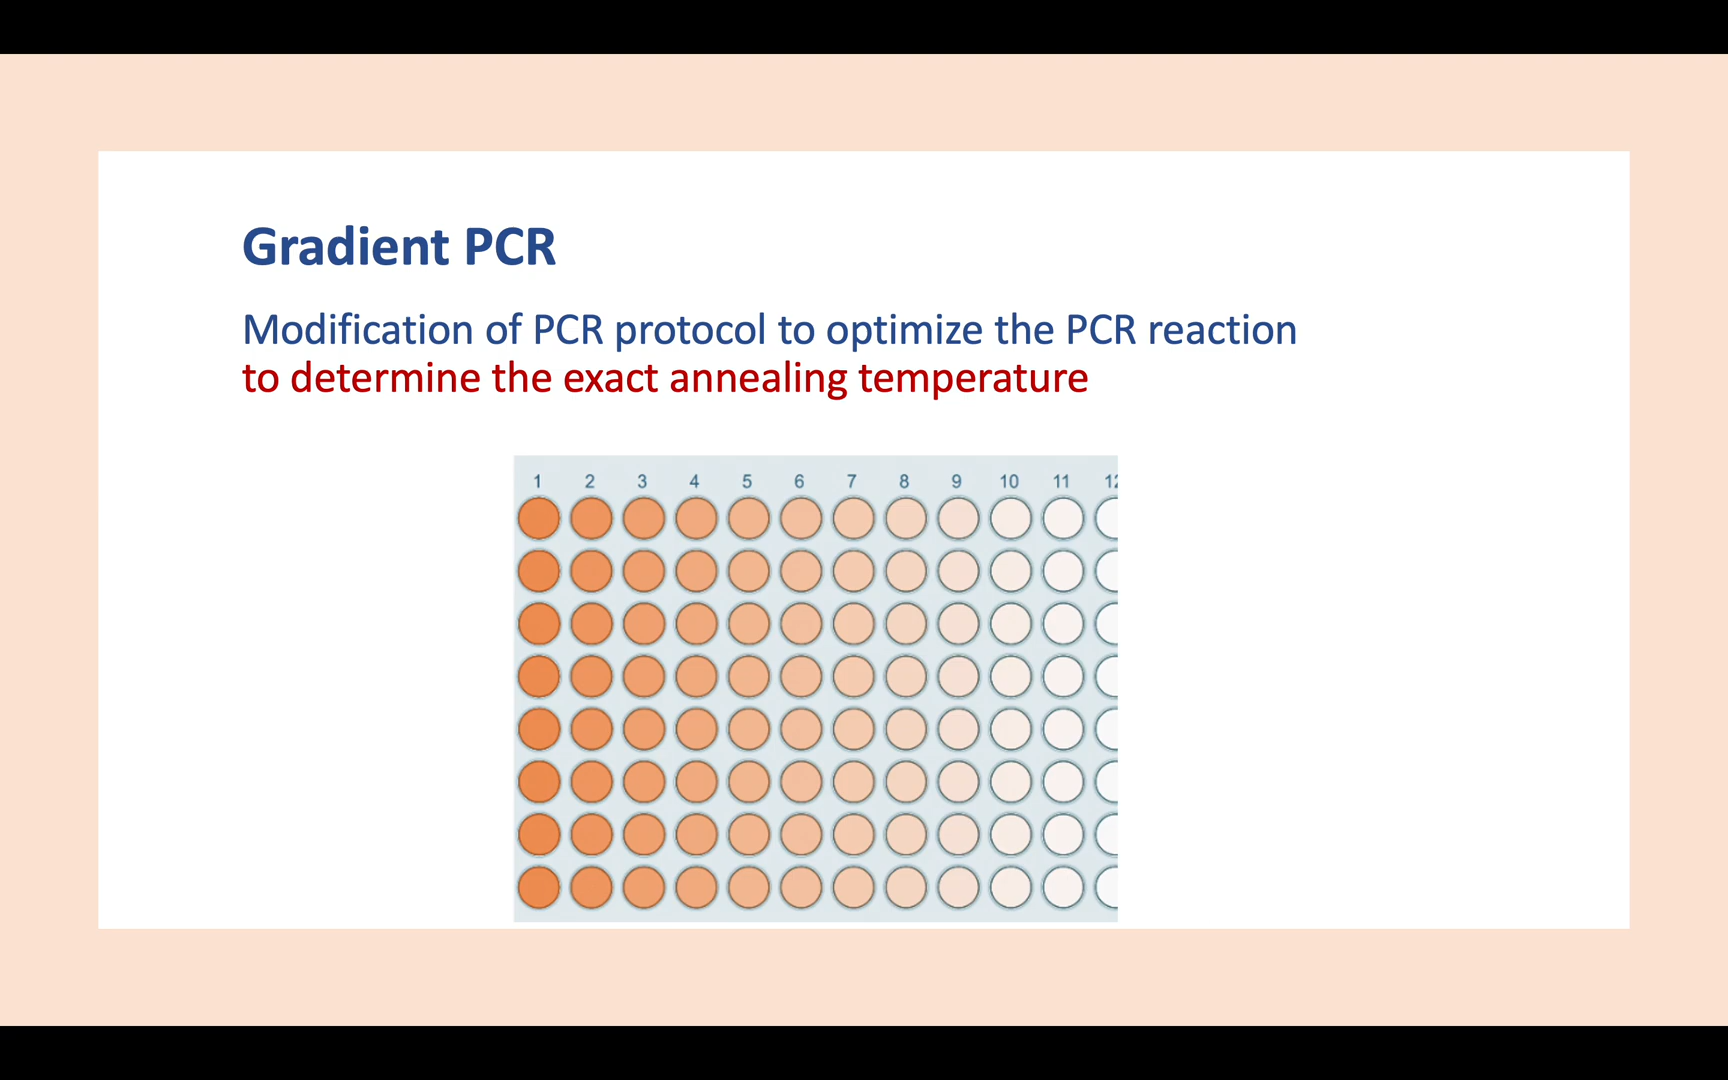 Gradient PCR
Modification of PCR protocol to optimize the PCR reaction
to determine the exact annealing temperature
1 2 3 4 5 6 7 8 9 10 11 12